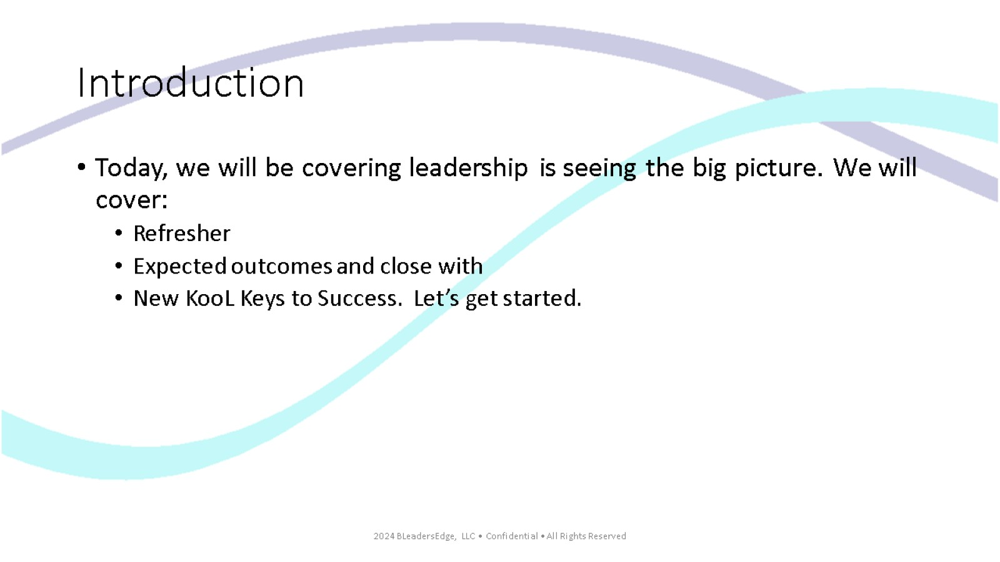 Introduction
• Today, we will be covering leadership is seeing the big picture. We will
cover:
• Refresher
• Expected outcomes and close with
• New KooL Keys to Success. Let’s get started.
2024 BLeadersEdge, LLC • Confidential • All Rights Reserved